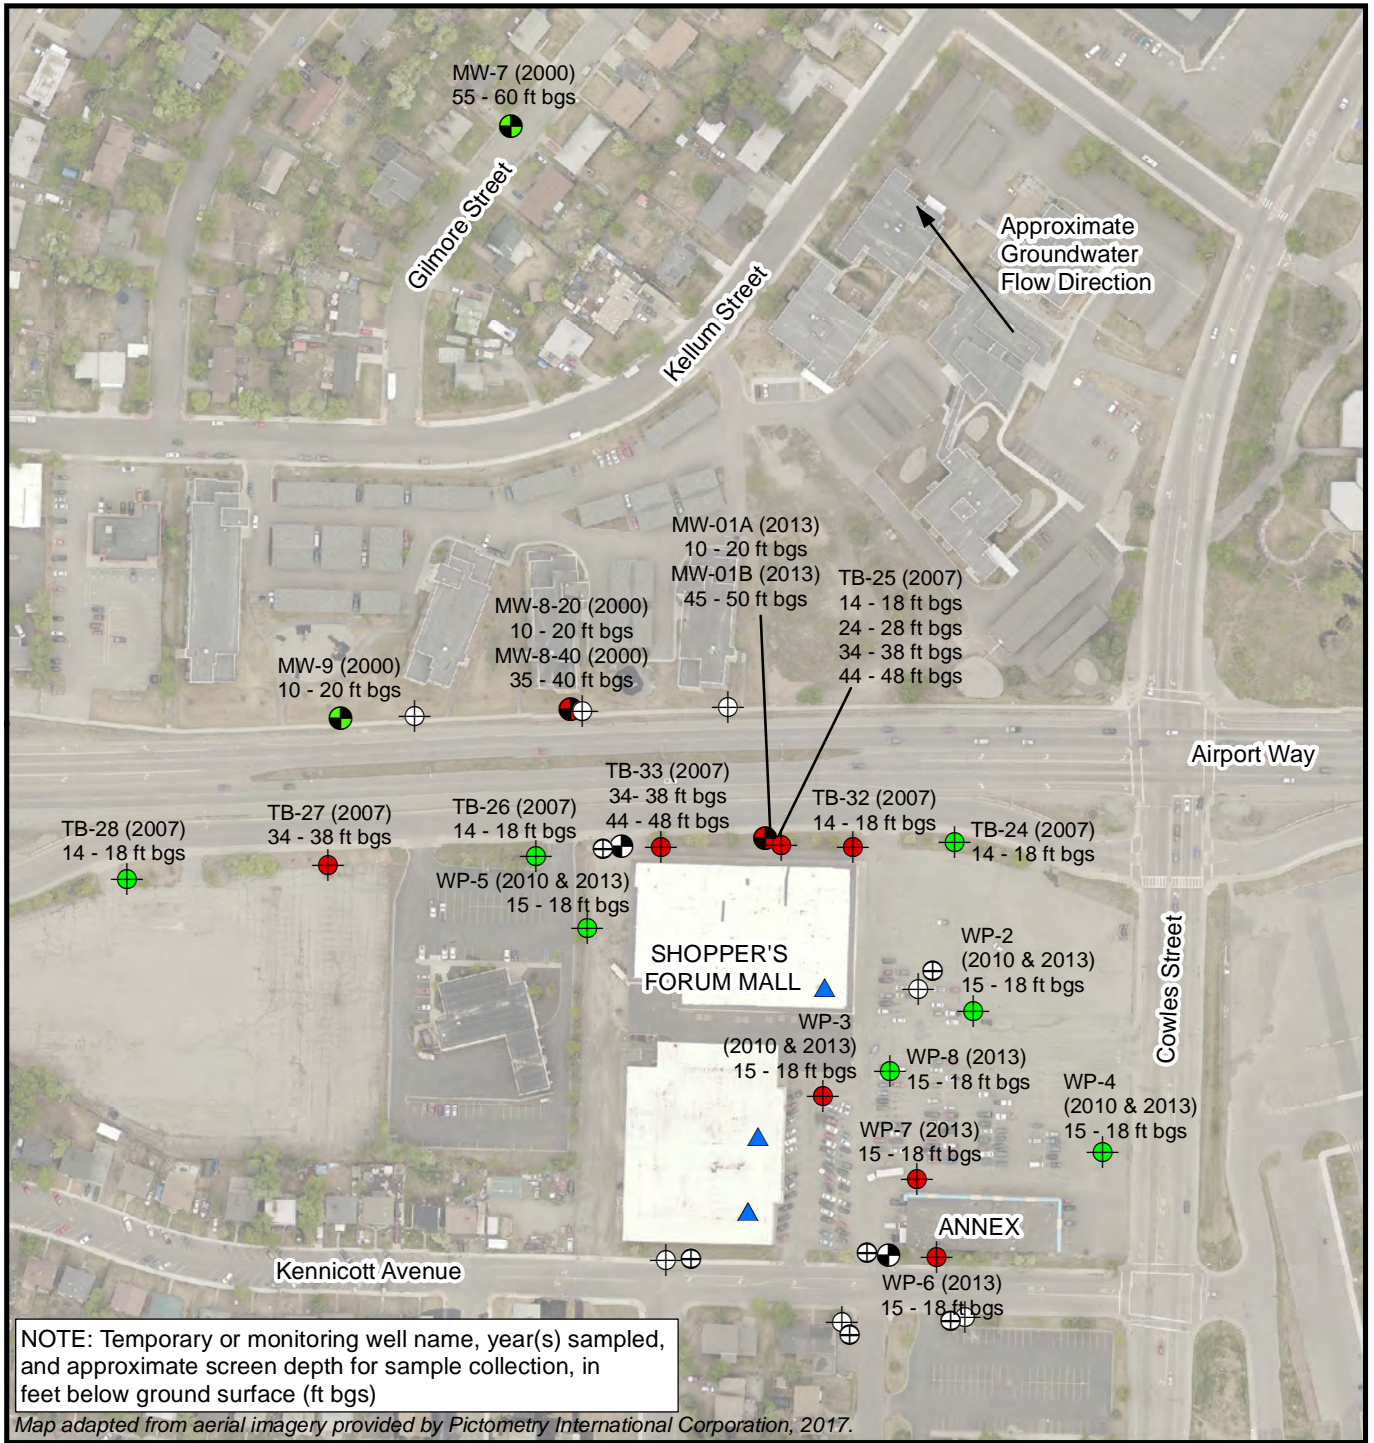 MW-7 (2000)
55 - 60 ft bgs
Gilmore Street
Kellum Street
Approximate
Groundwater
Flow Direction
MW-01A (2013)
10 - 20 ft bgs
MW-01B (2013)
45 - 50 ft bgs
TB-25 (2007)
14 - 18 ft bgs
24 - 28 ft bgs
34 - 38 ft bgs
44 - 48 ft bgs
MW-8-20 (2000)
10 - 20 ft bgs
MW-8-40 (2000)
35 - 40 ft bgs
MW-9 (2000)
10 - 20 ft bgs
Airport Way
TB-33 (2007)
34- 38 ft bgs
44 - 48 ft bgs
TB-32 (2007)
14 - 18 ft bgs
TB-28 (2007)
14 - 18 ft bgs
TB-27 (2007)
34 - 38 ft bgs
TB-26 (2007)
14 - 18 ft bgs
TB-24 (2007)
14 - 18 ft bgs
WP-5 (2010 & 2013)
15 - 18 ft bgs
SHOPPER'S
FORUM MALL
WP-2
(2010 & 2013)
15 - 18 ft bgs
Cowles Street
WP-3
(2010 & 2013)
15 - 18 ft bgs
WP-8 (2013)
15 - 18 ft bgs
WP-4
(2010 & 2013)
15 - 18 ft bgs
WP-7 (2013)
15 - 18 ft bgs
ANNEX
Kennicott Avenue
WP-6 (2013)
15 - 18 ft bgs
NOTE: Temporary or monitoring well name, year(s) sampled,
and approximate screen depth for sample collection, in
feet below ground surface (ft bgs)
Map adapted from aerial imagery provided by Pictometry International Corporation, 2017.